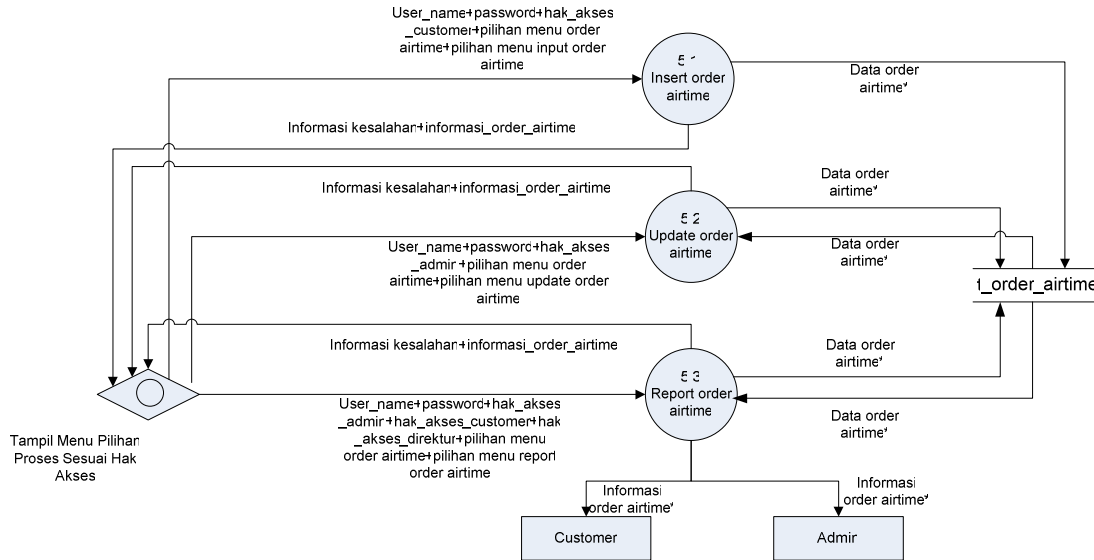 User_name+password+hak_akses
_customer+pilihan menu order
airtime+pilihan menu input order
airtime
5.1
Insert order
airtime
Data order
airtime*
Informasi kesalahan+informasi_order_airtime
Informasi kesalahan+informasi_order_airtime
Data order
airtime*
5.2
Update order
airtime
User_name+password+hak_akses
_admin+pilihan menu order
airtime+pilihan menu update order
airtime
Data order
airtime*
t_order_airtime
Informasi kesalahan+informasi_order_airtime
Data order
airtime*
5.3
Report order
airtime
User_name+password+hak_akses
_admin+hak_akses_customer+hak
_akses_direktur+pilihan menu
order airtime+pilihan menu report
order airtime
Data order
airtime*
Tampil Menu Pilihan
Proses Sesuai Hak
Akses
Informasi
order airtime*
Informasi
order airtime*
Customer
Admin